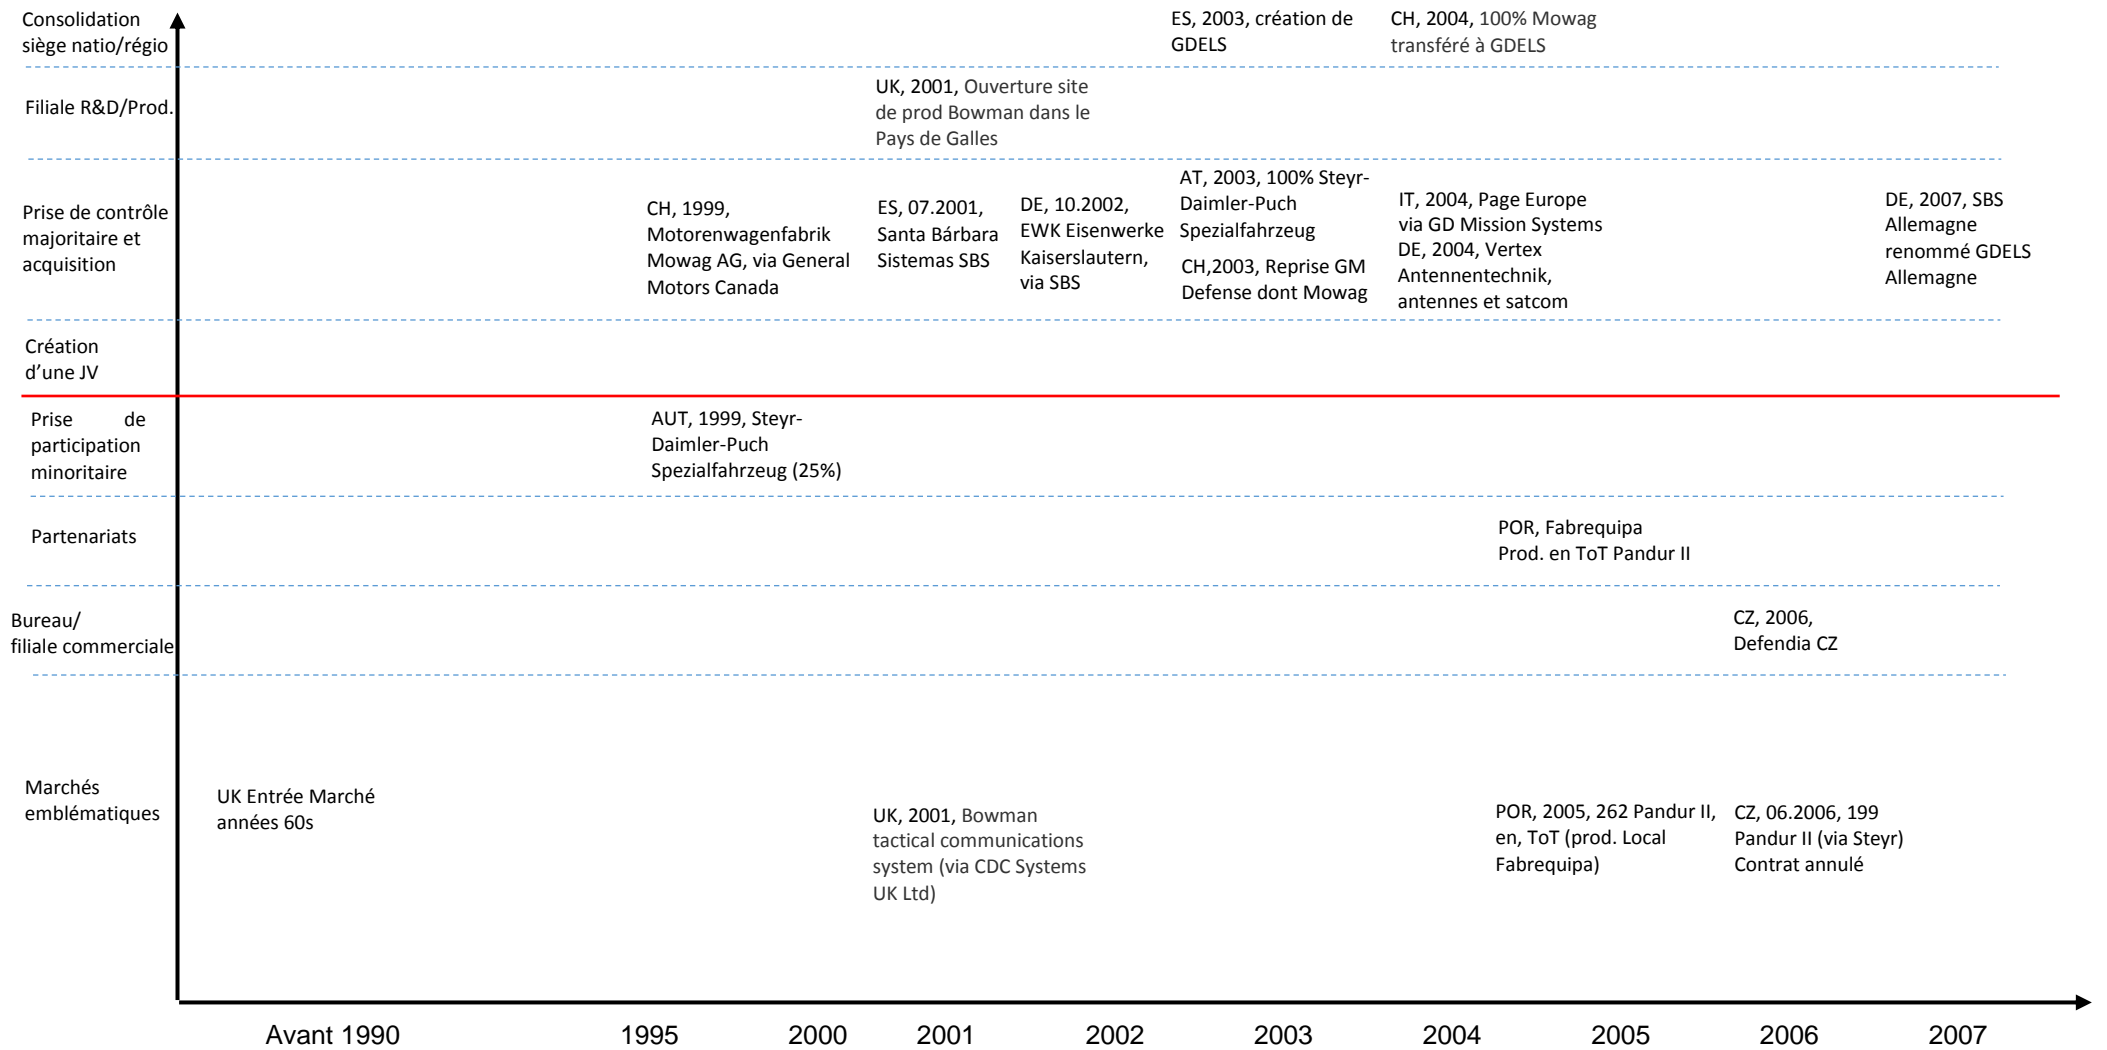 Consolidation
siège natio/régio
ES, 2003, création de
GDELS
CH, 2004, 100% Mowag
transféré à GDELS
Filiale R&D/Prod.
UK, 2001, Ouverture site
de prod Bowman dans le
Pays de Galles
Prise de contrôle
majoritaire et
acquisition
CH, 1999,
Motorenwagenfabrik
Mowag AG, via General
Motors Canada
ES, 07.2001,
Santa Bárbara
Sistemas SBS
DE, 10.2002,
EWK Eisenwerke
Kaiserslautern,
via SBS
AT, 2003, 100% Steyr-
Daimler-Puch
Spezialfahrzeug
CH,2003, Reprise GM
Defense dont Mowag
IT, 2004, Page Europe
via GD Mission Systems
DE, 2004, Vertex
Antennentechnik,
antennes et satcom
DE, 2007, SBS
Allemagne
renommé GDELS
Allemagne
Création
d’une JV
Prise de
participation
minoritaire
AUT, 1999, Steyr-
Daimler-Puch
Spezialfahrzeug (25%)
Partenariats
POR, Fabrequipa
Prod. en ToT Pandur II
Bureau/
filiale commerciale
CZ, 2006,
Defendia CZ
Marchés
emblématiques
UK Entrée Marché
années 60s
UK, 2001, Bowman
tactical communications
system (via CDC Systems
UK Ltd)
POR, 2005, 262 Pandur II,
en, ToT (prod. Local
Fabrequipa)
CZ, 06.2006, 199
Pandur II (via Steyr)
Contrat annulé
Avant 1990
1995
2000
2001
2002
2003
2004
2005
2006
2007